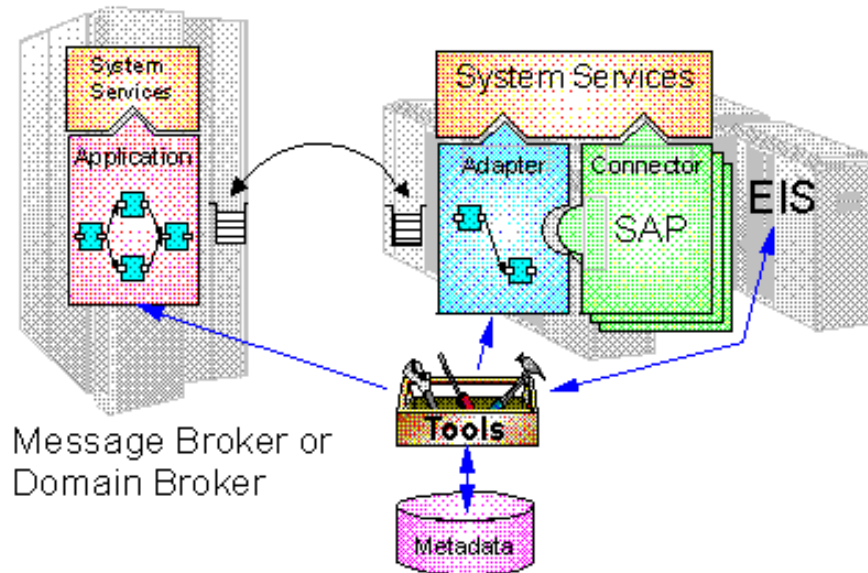 System
Services
Application
System Services
Adapter
Connector
SAP
EIS
Tools
Message Broker or
Domain Broker
Metadata